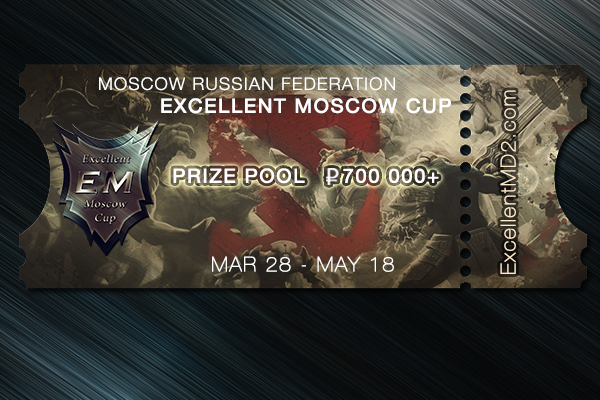 MOSCOW RUSSIAN FEDERATION
EXCELLENT MOSCOW CUP
Excellent
EM
Moscow
Cup
PRIZE POOL ₽700 000+
MAR 28 - MAY 18
ExcellentMD2.com